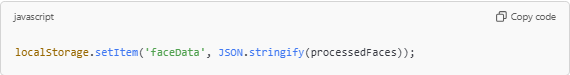 javascript
Copy code
localStorage.setItem('faceData', JSON.stringify(processedFaces));